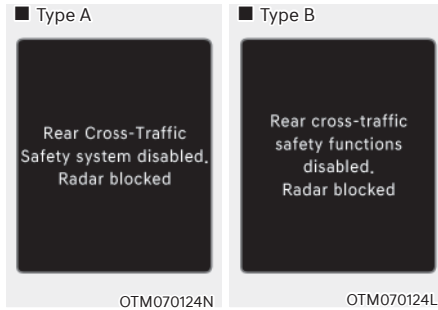 ■ Type A
Rear Cross-Traffic
Safety system disabled.
Radar blocked
OTM070124N
■ Type B
Rear cross-traffic
safety functions
disabled.
Radar blocked
OTM070124L